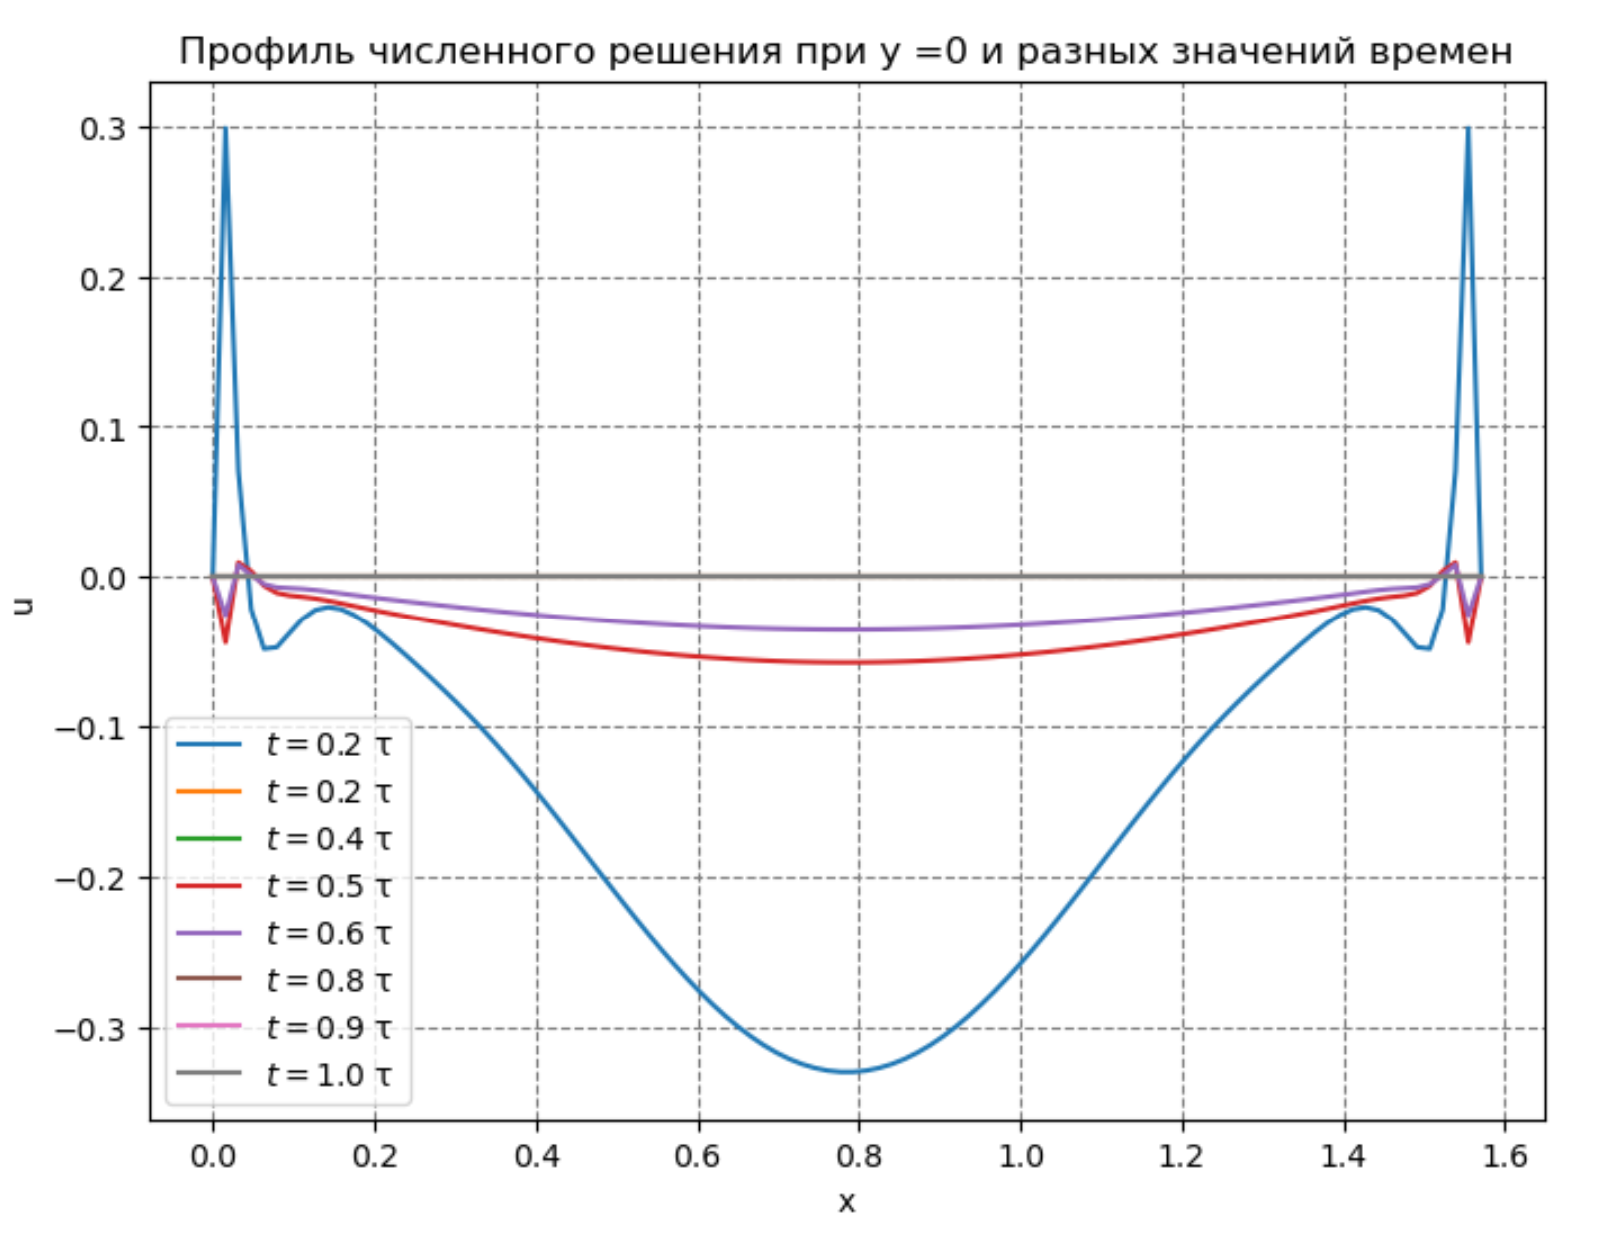 Профиль численного решения при y =0 и разных значений времен
0.3
0.2
0.1
0.0
−0.1
−0.2
−0.3
u
t = 0.2 τ
t = 0.2 τ
t = 0.4 τ
t = 0.5 τ
t = 0.6 τ
t = 0.8 τ
t = 0.9 τ
t = 1.0 τ
0.0 0.2 0.4 0.6 0.8 1.0 1.2 1.4 1.6
x